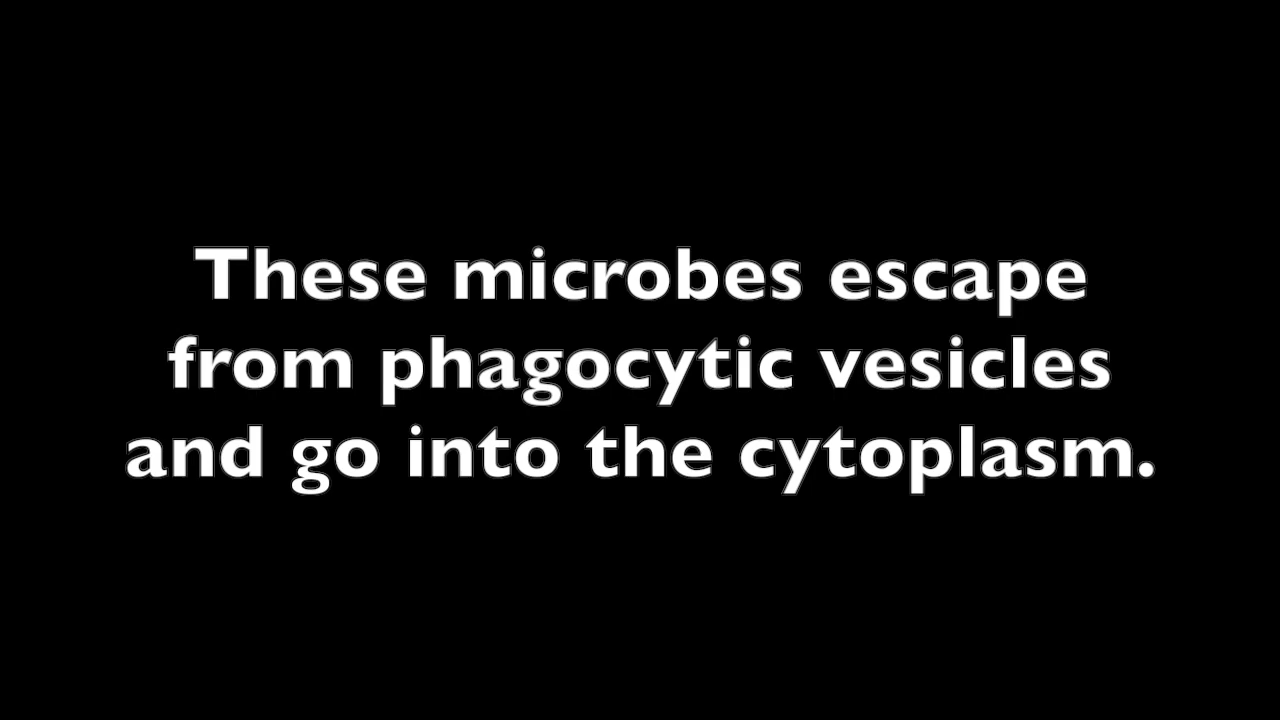 These microbes escape
from phagocytic vesicles
and go into the cytoplasm.